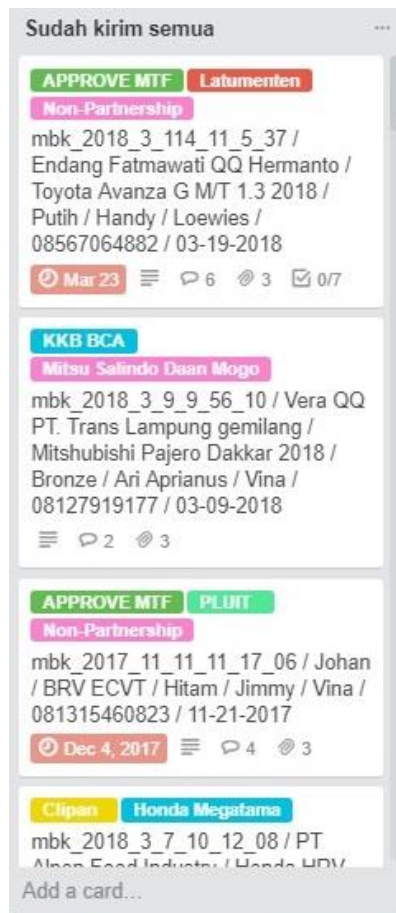 Sudah kirim semua
APPROVE MTF Latumenten
Non-Partnership
mbk_2018_3_114_11_5_37 /
Endang Fatmawati QQ Hermanto /
Toyota Avanza G M/T 1.3 2018 /
Putih / Handy / Loewies /
08567064882 / 03-19-2018
Mar 23 6 3 0/7
KKB BCA
Mitsu Salindo Daan Mogo
mbk_2018_3_9_9_56_10 / Vera QQ
PT. Trans Lampung gemilang /
Mitshubishi Pajero Dakkar 2018 /
Bronze / Ari Aprianus / Vina /
08127919177 / 03-09-2018
2 3
APPROVE MTF PLUIT
Non-Partnership
mbk_2017_11_11_11_17_06 / Johan
/ BRV ECVT / Hitam / Jimmy / Vina /
081315460823 / 11-21-2017
Dec 4, 2017 4 3
Clipan Honda Megatama
mbk_2018_3_7_10_12_08 / PT
Food Industry / Honda HRV
Add a card...